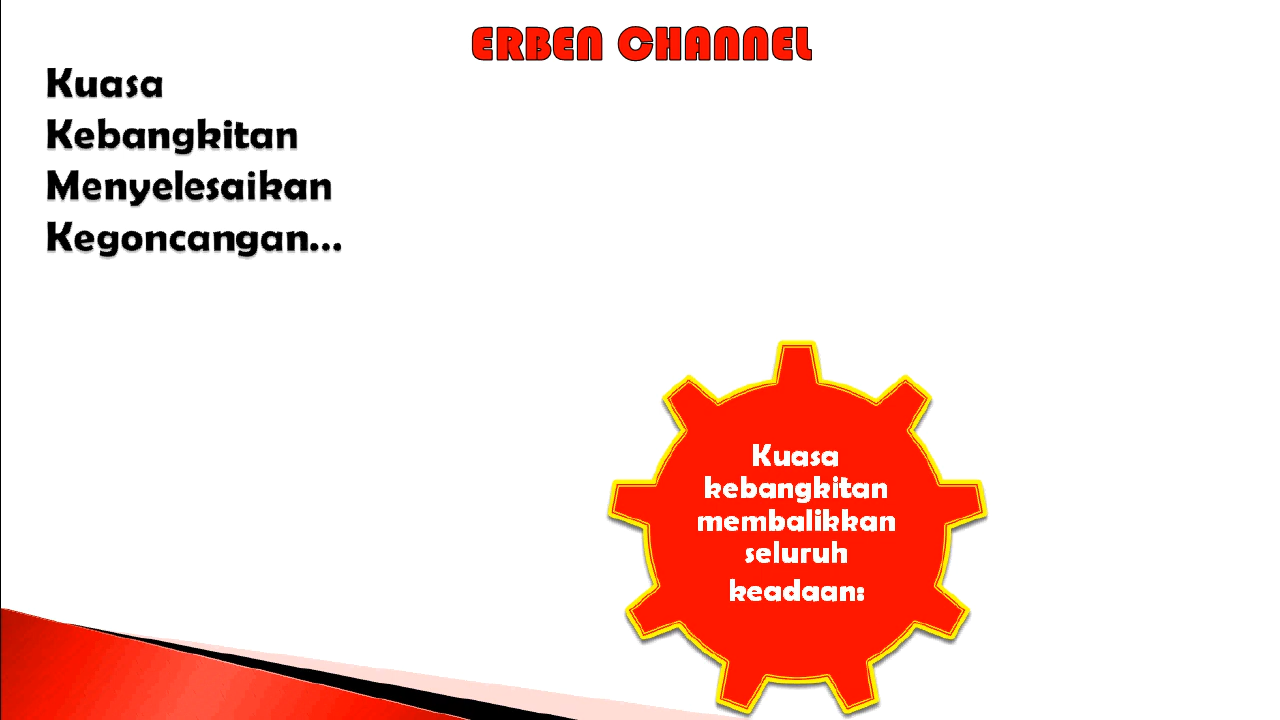 ERBEN CHANNEL
Kuasa
Kebangkitan
Menyelesaikan
Kegoncangan...
Kuasa
kebangkitan
membalikkan
seluruh
keadaan: